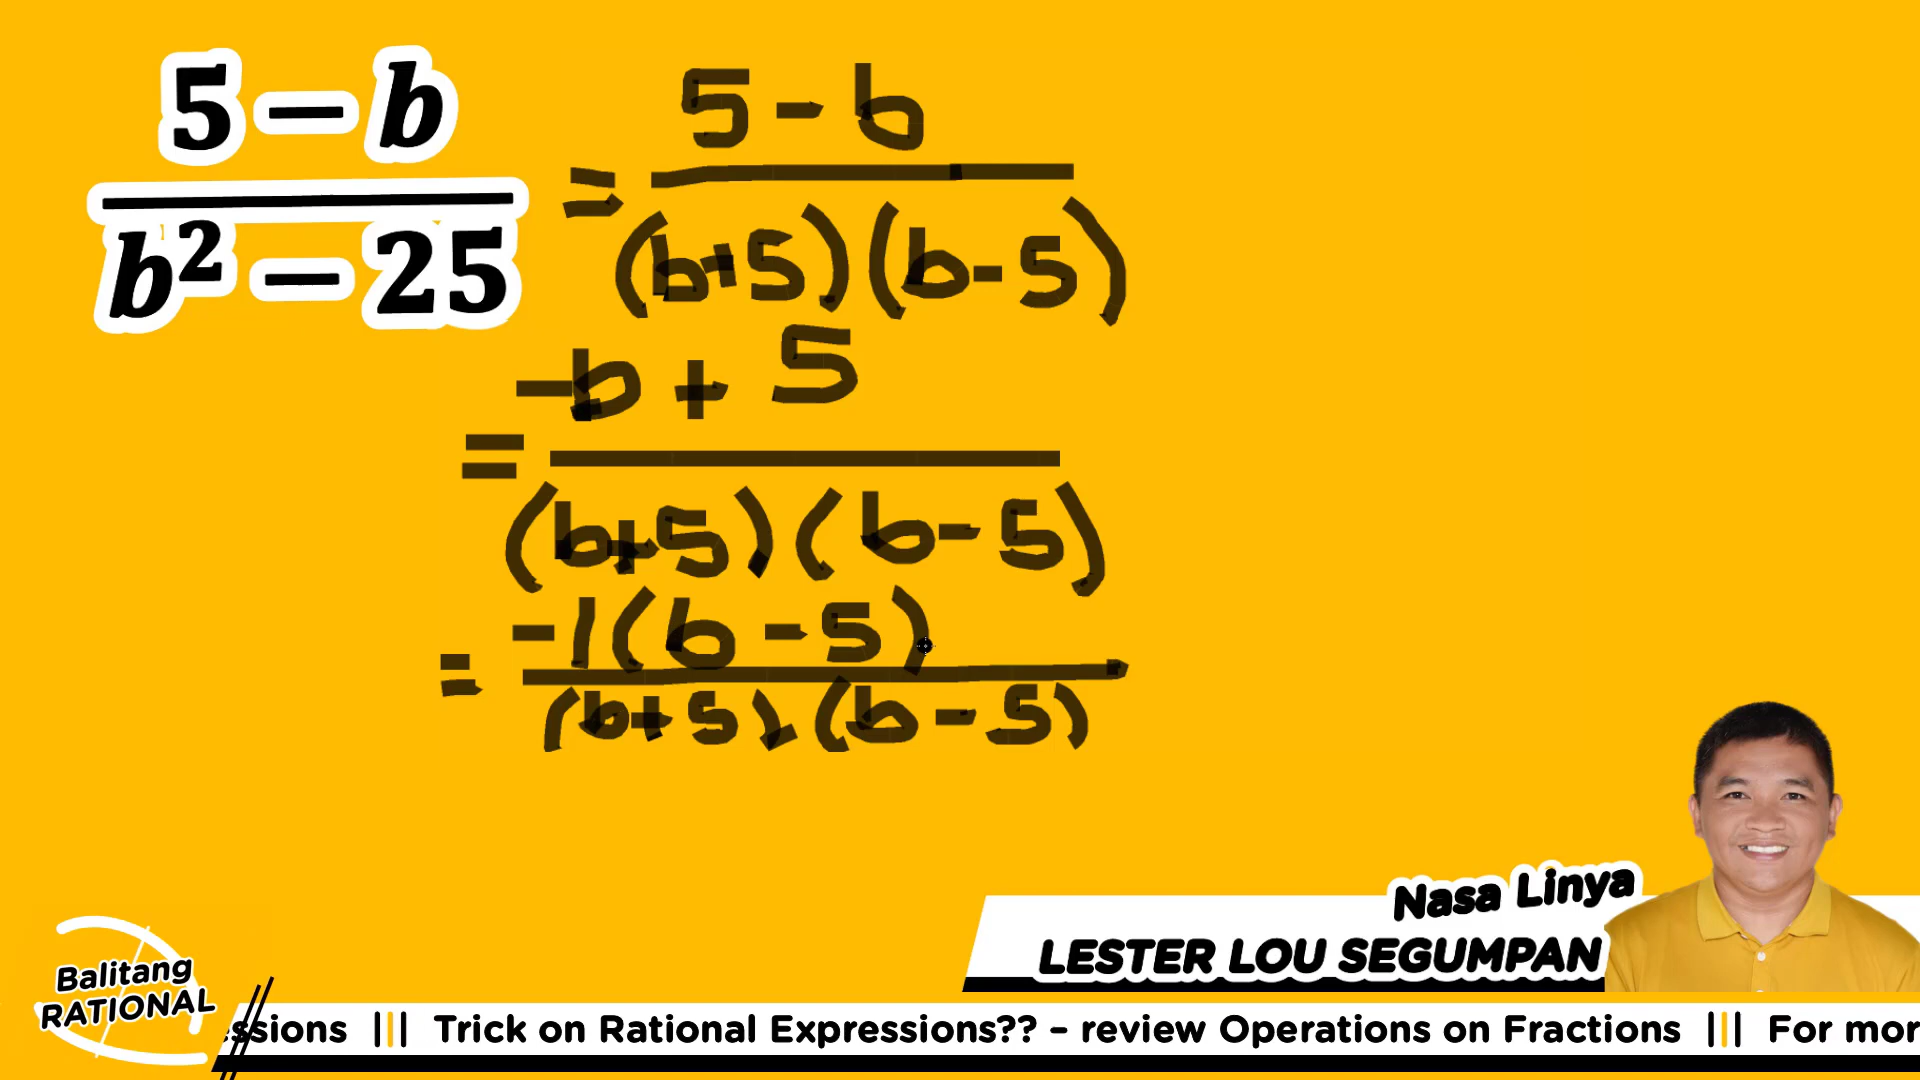 5 – b
b² – 25
= 5 - b
(b+5)(b-5)
= -b + 5
(b+5)(b-5)
= -1(b-5)
(b+5)(b-5)
Nasa Linya
LESTER LOU SEGUMPAN
Balitang
RATIONAL
ssions ||| Trick on Rational Expressions?? – review Operations on Fractions ||| For mor